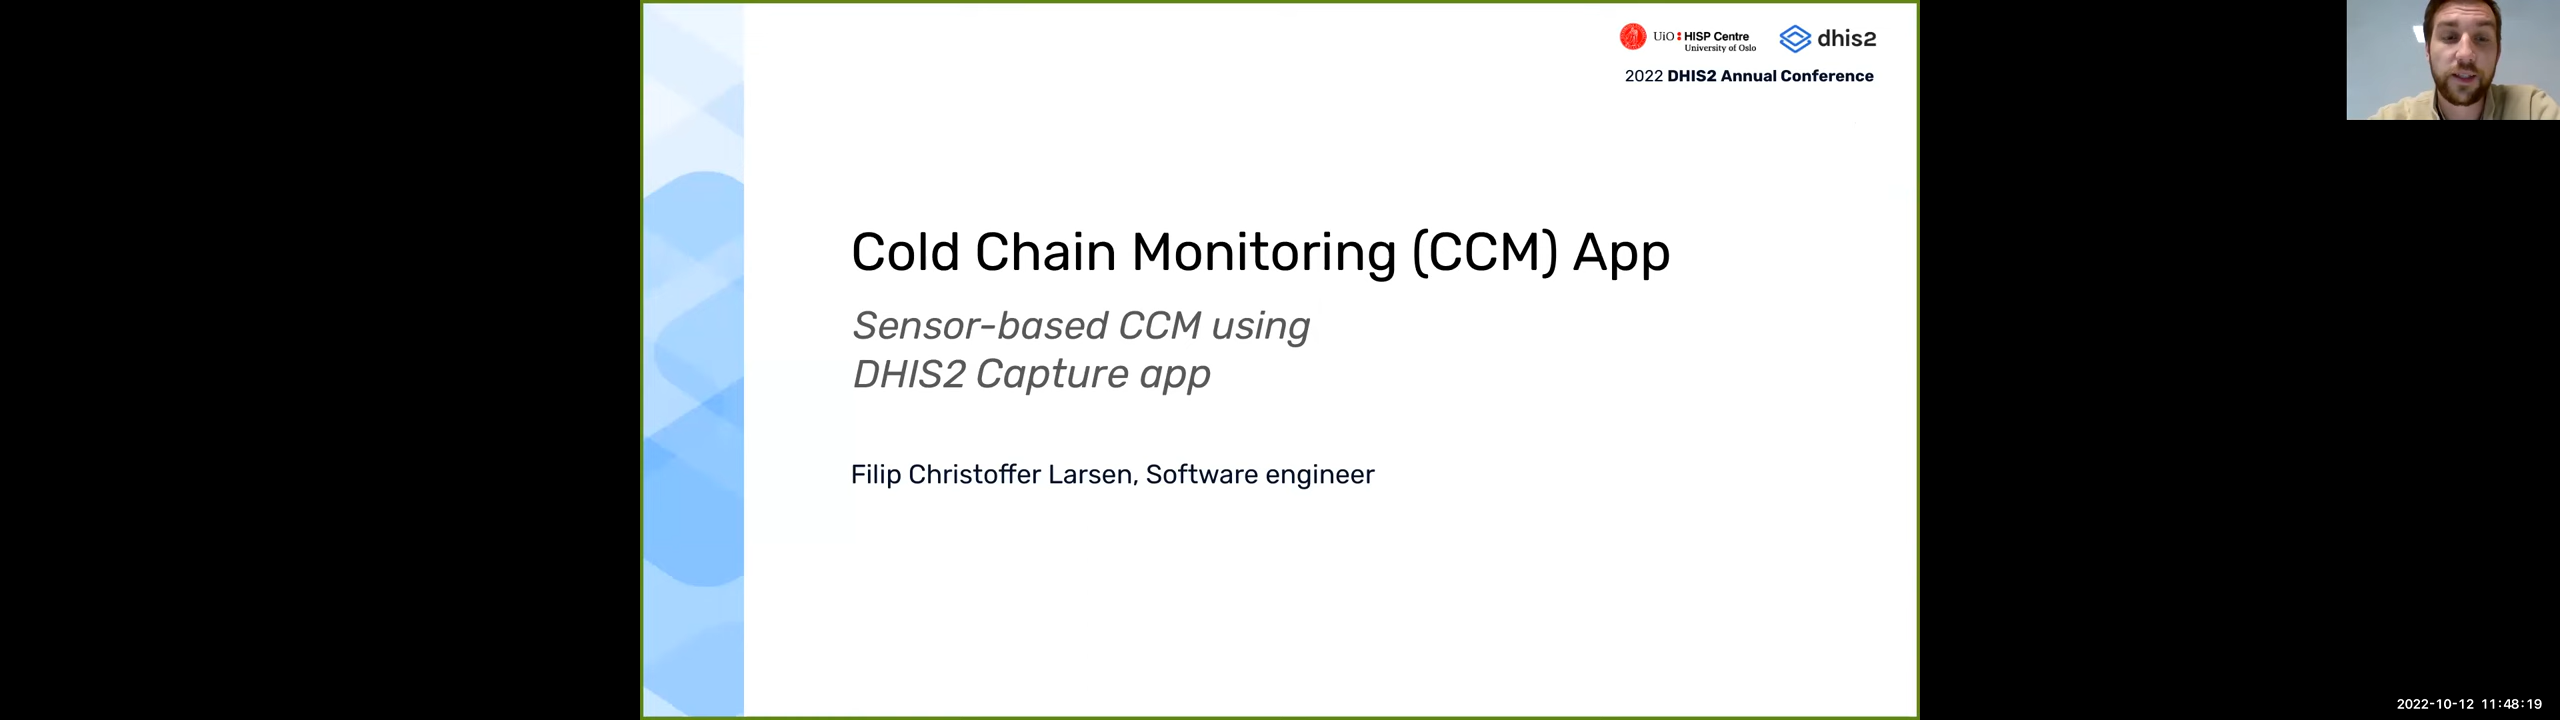 UiO HISP Centre
University of Oslo
dhis2
2022 DHIS2 Annual Conference
Cold Chain Monitoring (CCM) App
Sensor-based CCM using
DHIS2 Capture app
Filip Christoffer Larsen, Software engineer
2022-10-12 11:48:19